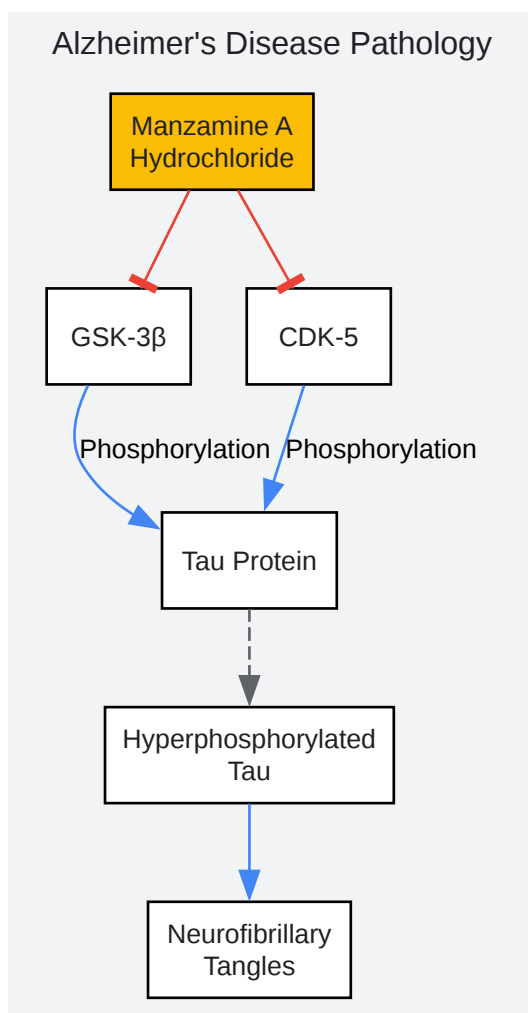 Alzheimer's Disease Pathology
Manzamine A
Hydrochloride
GSK-3β
CDK-5
Phosphorylation
Phosphorylation
Tau Protein
Hyperphosphorylated
Tau
Neurofibrillary
Tangles